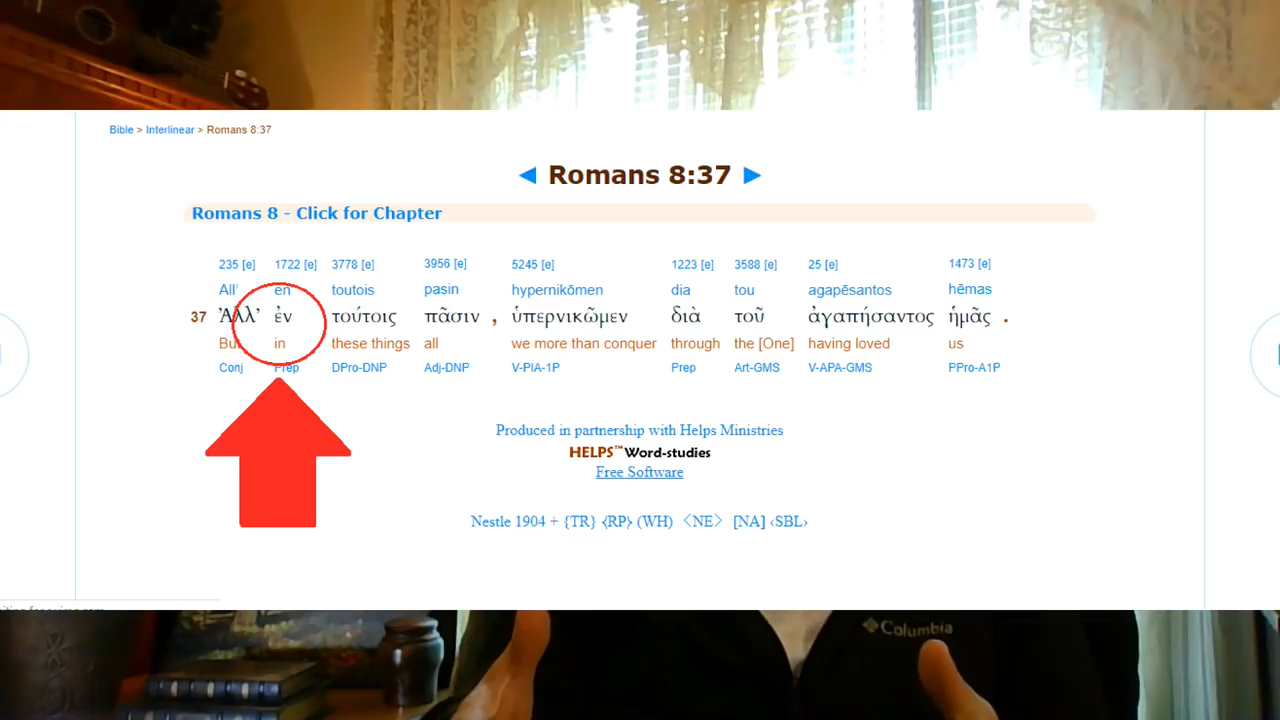 Bible > Interlinear > Romans 8:37
◄ Romans 8:37 ►
Romans 8 - Click for Chapter
235 [e] 1722 [e] 3778 [e] 3956 [e] 5245 [e] 1223 [e] 3588 [e] 25 [e] 1473 [e]
All' en toutois pasin hypernikōmen dia tou agapēsantos hēmas
37 Ἀλλ’ ἐν τούτοις πᾶσιν , ὑπερνικῶμεν διὰ τοῦ ἀγαπήσαντος ἡμᾶς .
But in these things all we more than conquer through the [One] having loved us
Conj Prep DPro-DNP Adj-DNP V-PIA-1P Prep Art-GMS V-APA-GMS PPro-A1P
Produced in partnership with Helps Ministries
HELPS™Word-studies
Free Software
Nestle 1904 + {TR} ⧼RP⧽ (WH) 〈NE〉 [NA] ‹SBL›
Columbia